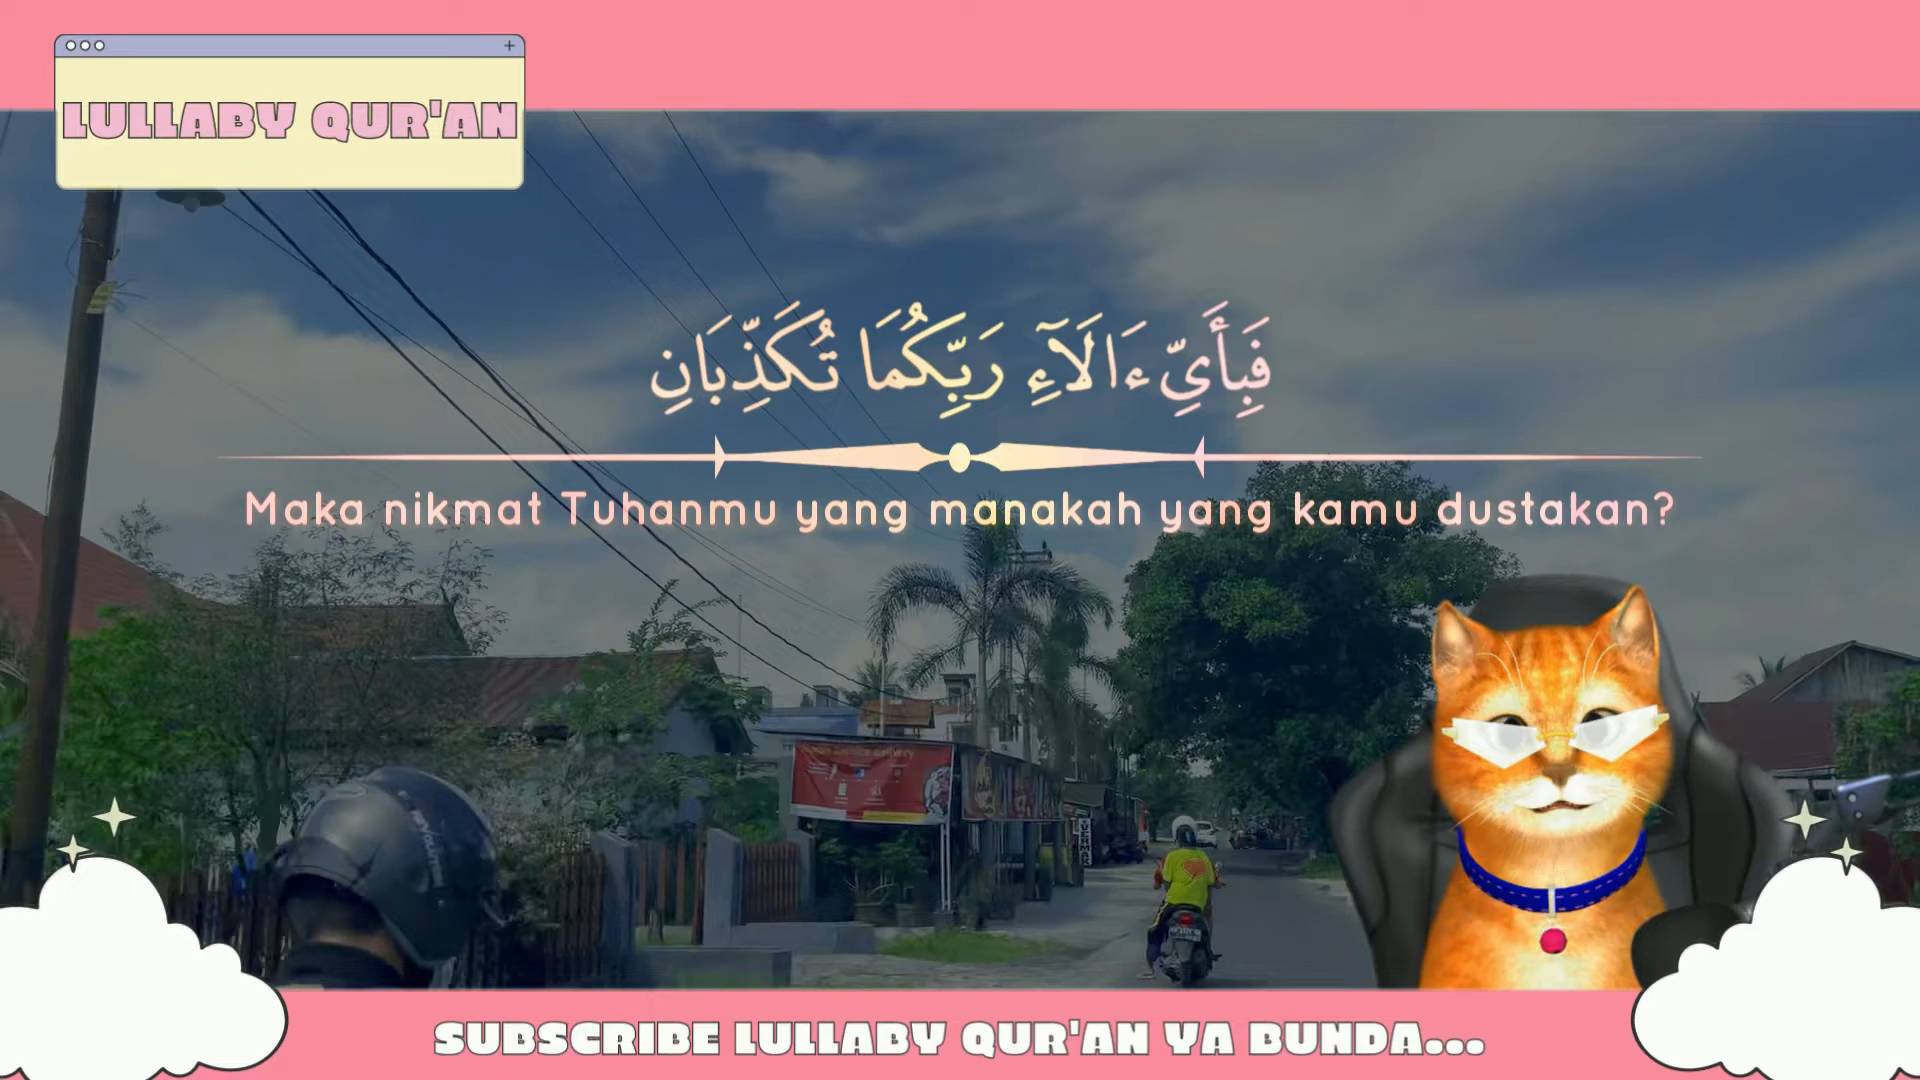 LULLABY QUR'AN
فَبِأَيِّ ءَالَآءِ رَبِّكُمَا تُكَذِّبَانِ
Maka nikmat Tuhanmu yang manakah yang kamu dustakan?
SUBSCRIBE LULLABY QUR'AN YA BUNDA...